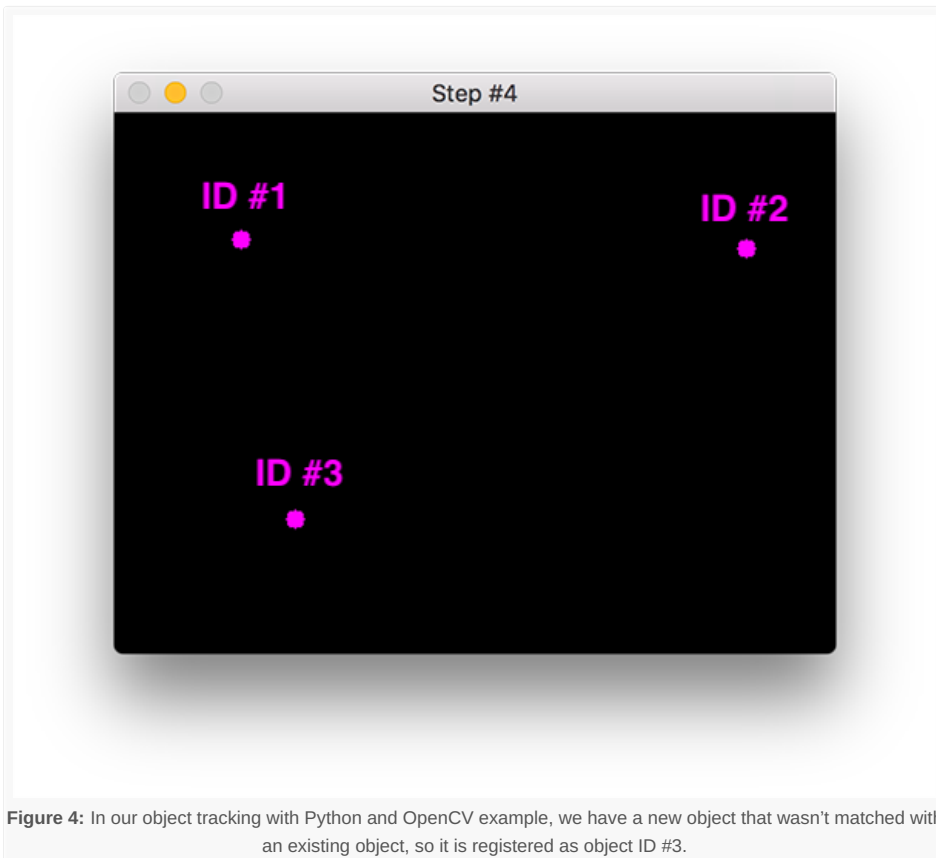 Step #4
ID #1
ID #2
ID #3
Figure 4: In our object tracking with Python and OpenCV example, we have a new object that wasn’t matched with
an existing object, so it is registered as object ID #3.